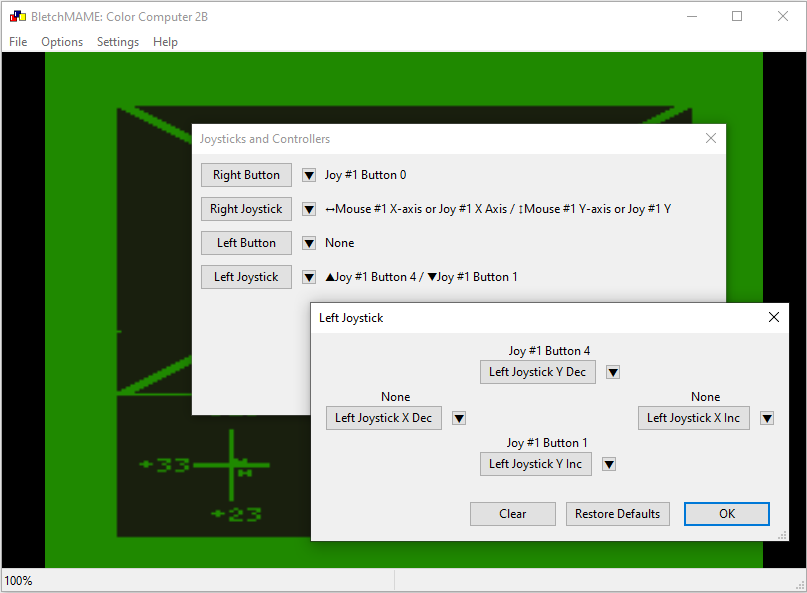 BletchMAME: Color Computer 2B
File Options Settings Help
Joysticks and Controllers
Right Button ▼ Joy #1 Button 0
Right Joystick ▼ ↔Mouse #1 X-axis or Joy #1 X Axis / ↕Mouse #1 Y-axis or Joy #1 Y
Left Button ▼ None
Left Joystick ▼ ▲Joy #1 Button 4 / ▼Joy #1 Button 1
Left Joystick
Joy #1 Button 4
Left Joystick Y Dec ▼
None None
Left Joystick X Dec ▼ Left Joystick X Inc ▼
Joy #1 Button 1
Left Joystick Y Inc ▼
Clear Restore Defaults OK
+33
+23
100%